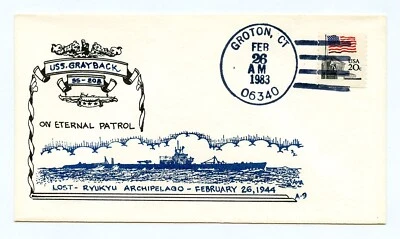 USS. GRAYBACK
SS-208
ON ETERNAL PATROL
LOST - RYUKYU ARCHIPELAGO - FEBRUARY 26, 1944
A-9
GROTON, CT
FEB
26
AM
1983
06340
USA
20c